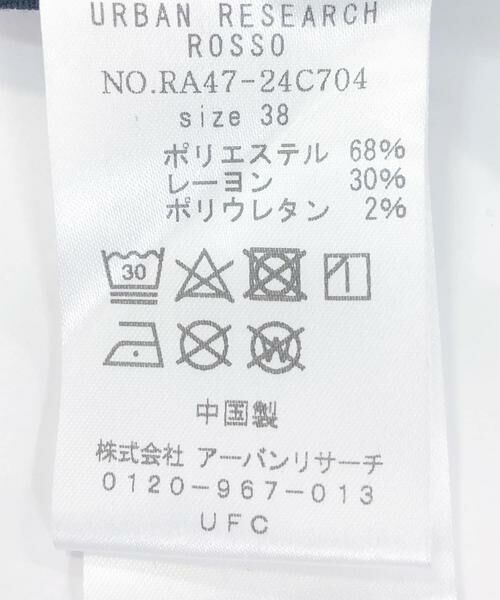 URBAN RESEARCH
ROSSO
NO.RA47-24C704
size 38
ポリエステル 68%
レーヨン 30%
ポリウレタン 2%
30
W
中国製
株式会社 アーバンリサーチ
0120-967-013
UFC